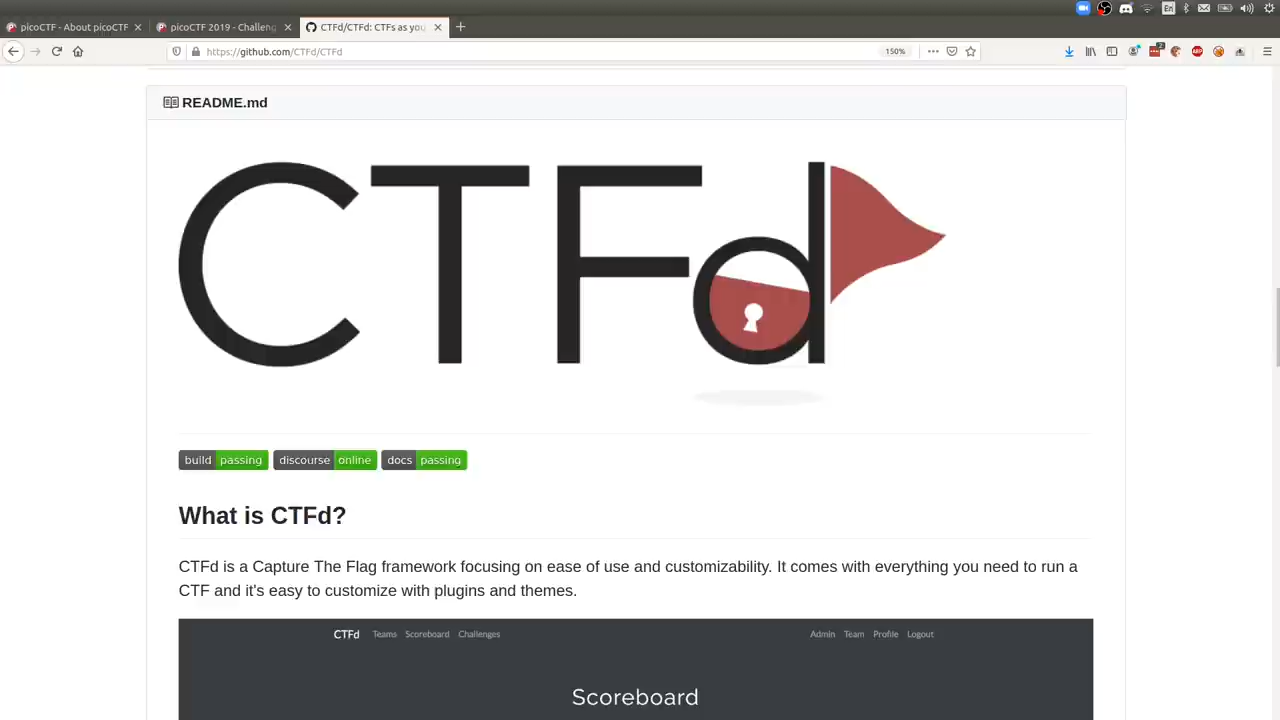 En
picoCTF - About picoCTF
picoCTF 2019 - Challeng
CTFd/CTFd: CTFs as you
https://github.com/CTFd/CTFd
150%
README.md
CTFd
build passing
discourse online
docs passing
What is CTFd?
CTFd is a Capture The Flag framework focusing on ease of use and customizability. It comes with everything you need to run a
CTF and it's easy to customize with plugins and themes.
CTFd Teams Scoreboard Challenges Admin Team Profile Logout
Scoreboard